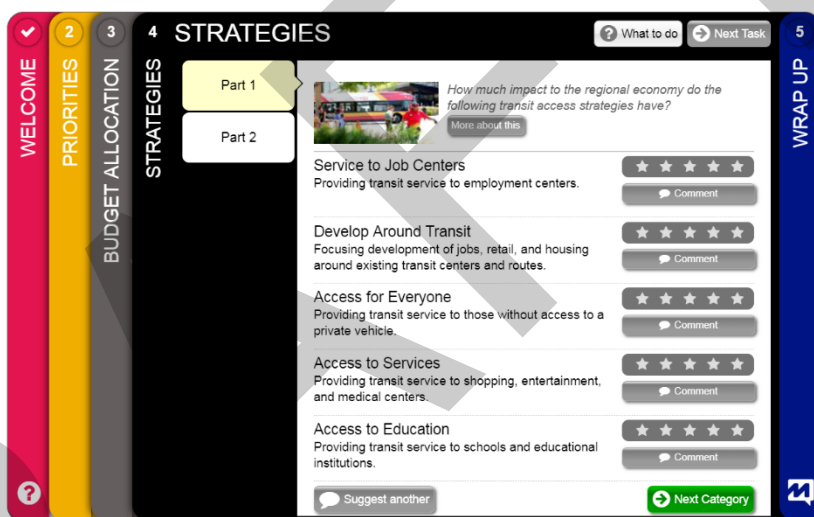 WELCOME
2
PRIORITIES
3
BUDGET ALLOCATION
4
STRATEGIES
STRATEGIES
What to do
Next Task
Part 1
Part 2
How much impact to the regional economy do the
following transit access strategies have?
More about this
Service to Job Centers
Providing transit service to employment centers.
Comment
Develop Around Transit
Focusing development of jobs, retail, and housing
around existing transit centers and routes.
Comment
Access for Everyone
Providing transit service to those without access to a
private vehicle.
Comment
Access to Services
Providing transit service to shopping, entertainment,
and medical centers.
Comment
Access to Education
Providing transit service to schools and educational
institutions.
Comment
Suggest another
Next Category
5
WRAP UP